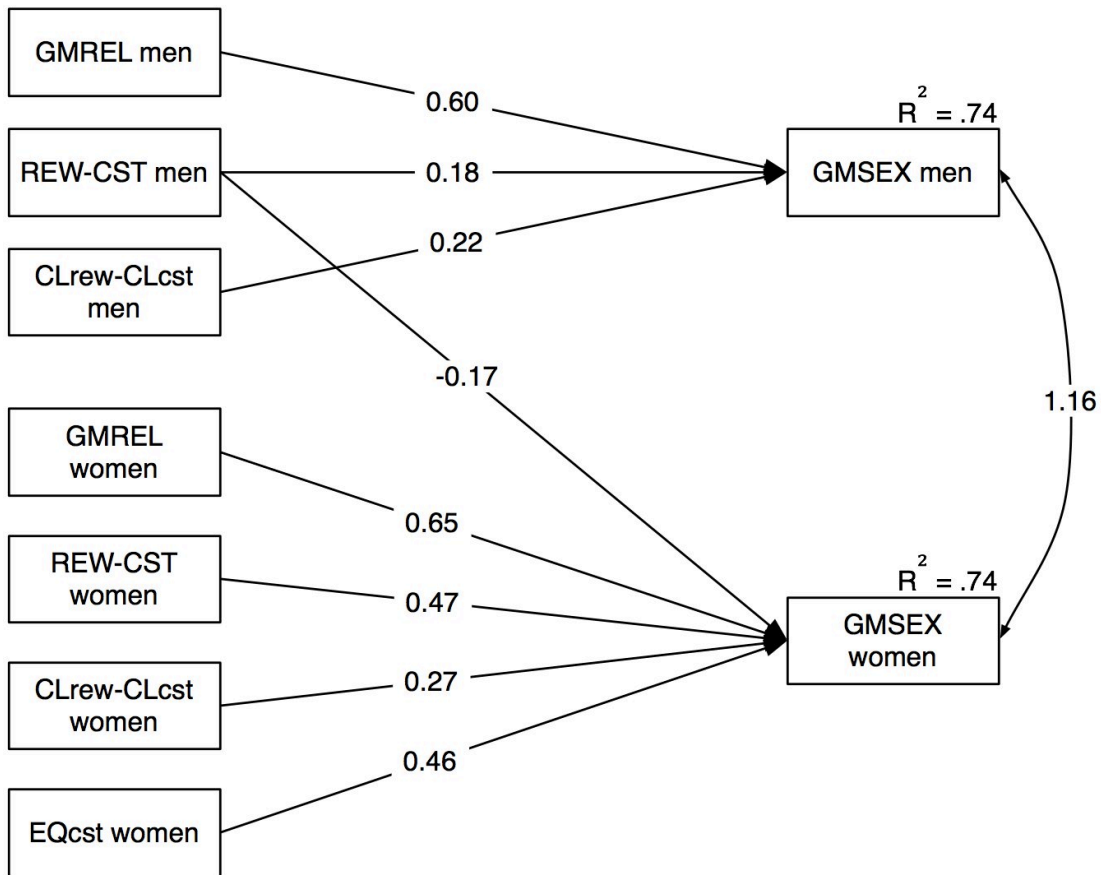 GMREL men
0.60
R² = .74
REW-CST men
0.18
GMSEX men
0.22
CLrew-CLcst
men
-0.17
1.16
GMREL
women
0.65
REW-CST
women
0.47
R² = .74
GMSEX
women
CLrew-CLcst
women
0.27
0.46
EQcst women